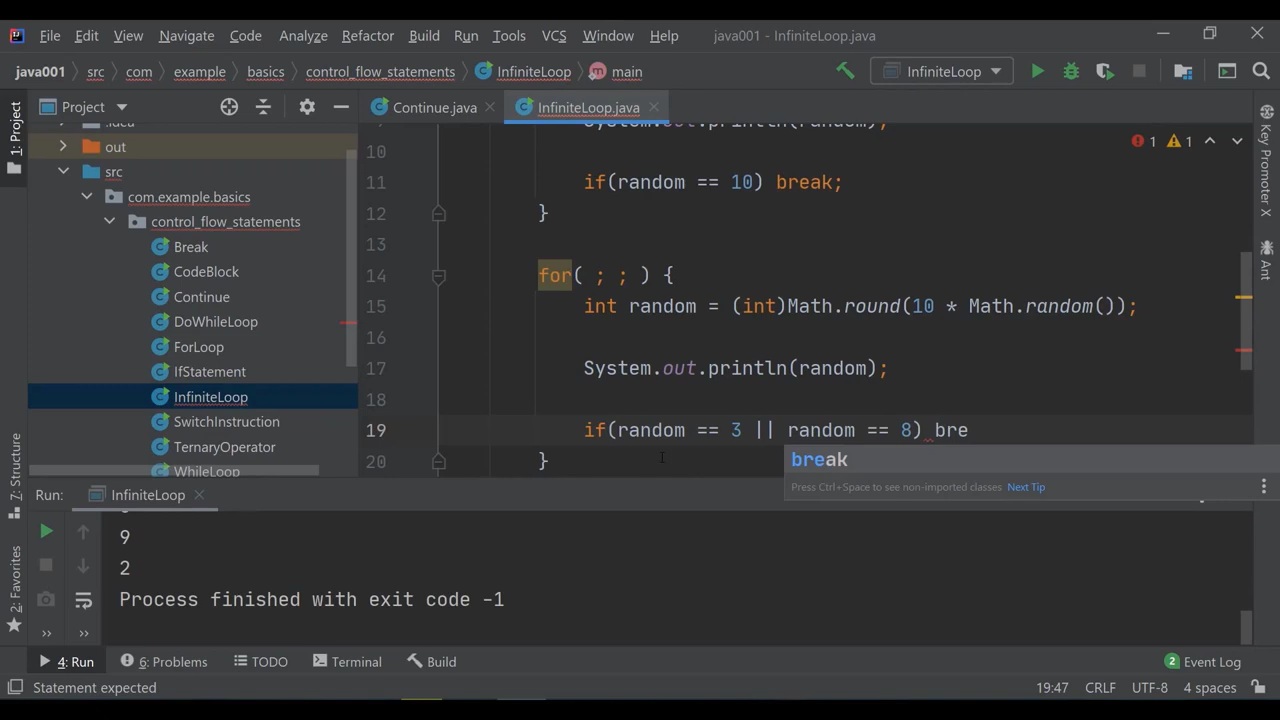 File Edit View Navigate Code Analyze Refactor Build Run Tools VCS Window Help java001 - InfiniteLoop.java
java001 src com example basics control_flow_statements InfiniteLoop main InfiniteLoop
1: Project
7: Structure
2: Favorites
Project
out
src
com.example.basics
control_flow_statements
Break
CodeBlock
Continue
DoWhileLoop
ForLoop
IfStatement
InfiniteLoop
SwitchInstruction
TernaryOperator
WhileLoop
Continue.java InfiniteLoop.java
System.out.println(random);
1 1
10
11 if(random == 10) break;
12 }
13
14 for( ; ; ) {
15 int random = (int)Math.round(10 * Math.random());
16
17 System.out.println(random);
18
19 if(random == 3 || random == 8) bre
20 }
break
Press Ctrl+Space to see non-imported classes Next Tip
Key Promoter X
Ant
Run: InfiniteLoop
9
2
Process finished with exit code -1
4: Run 6: Problems TODO Terminal Build 2 Event Log
Statement expected 19:47 CRLF UTF-8 4 spaces